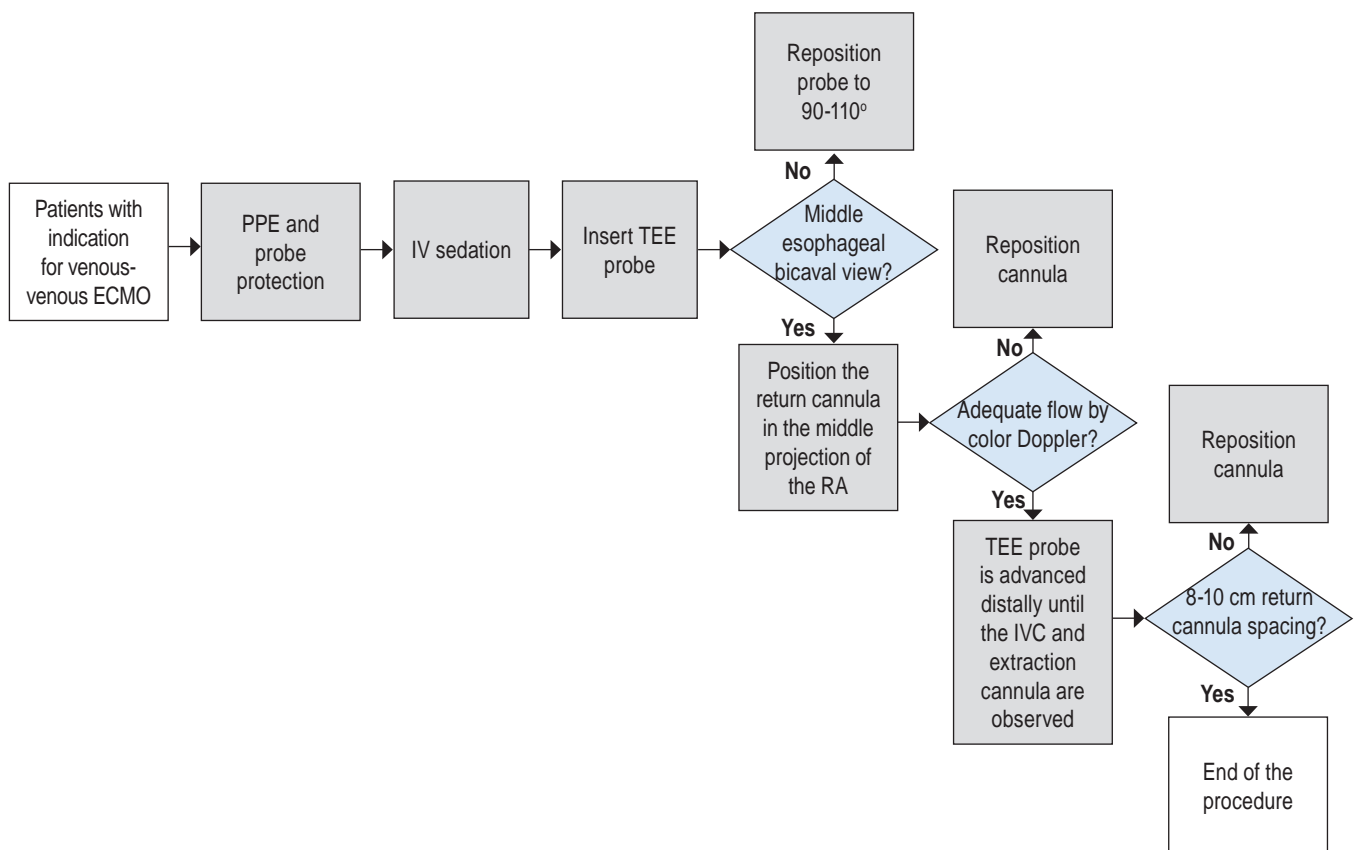 Patients with
indication
for venous-
venous ECMO
PPE and
probe
protection
IV sedation
Insert TEE
probe
Middle
esophageal
bicaval view?
No
Reposition
probe to
90-110º
Yes
Position the
return cannula
in the middle
projection of
the RA
Adequate flow by
color Doppler?
No
Reposition
cannula
Yes
TEE probe
is advanced
distally until
the IVC and
extraction
cannula are
observed
8-10 cm return
cannula spacing?
No
Reposition
cannula
Yes
End of the
procedure